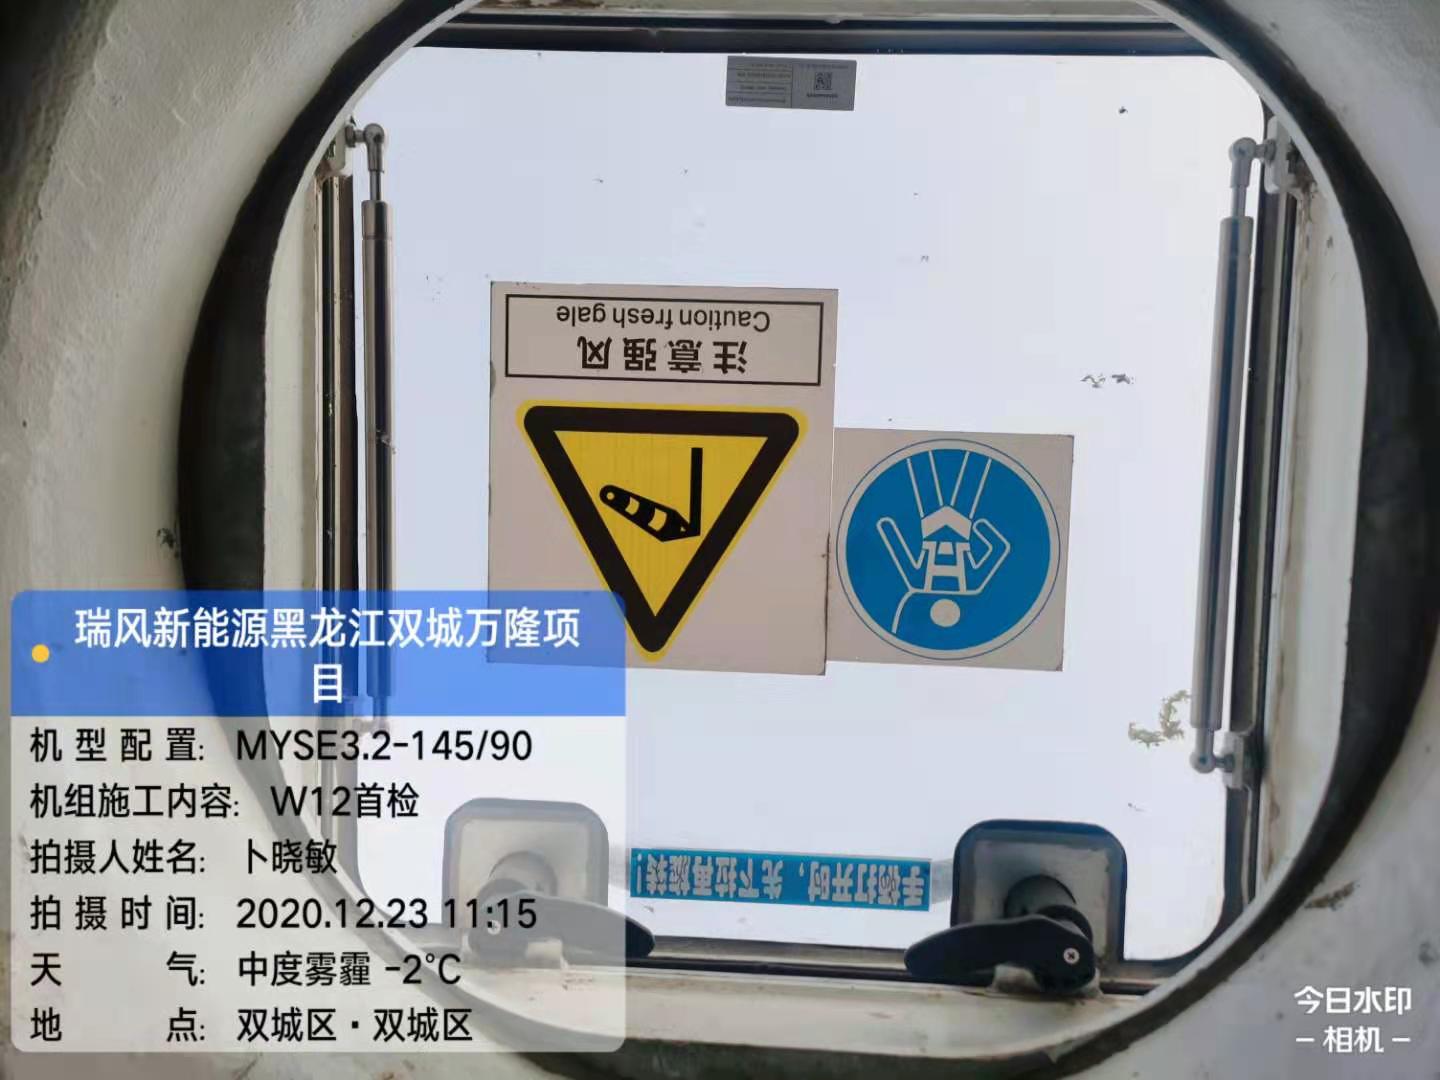 Caution fresh gale
注意强风
手柄打开时，先下拉再旋转！
瑞风新能源黑龙江双城万隆项
目
机型配置: MYSE3.2-145/90
机组施工内容: W12首检
拍摄人姓名: 卜晓敏
拍摄时间: 2020.12.23 11:15
天气: 中度雾霾 -2℃
地点: 双城区·双城区
今日水印
-相机-